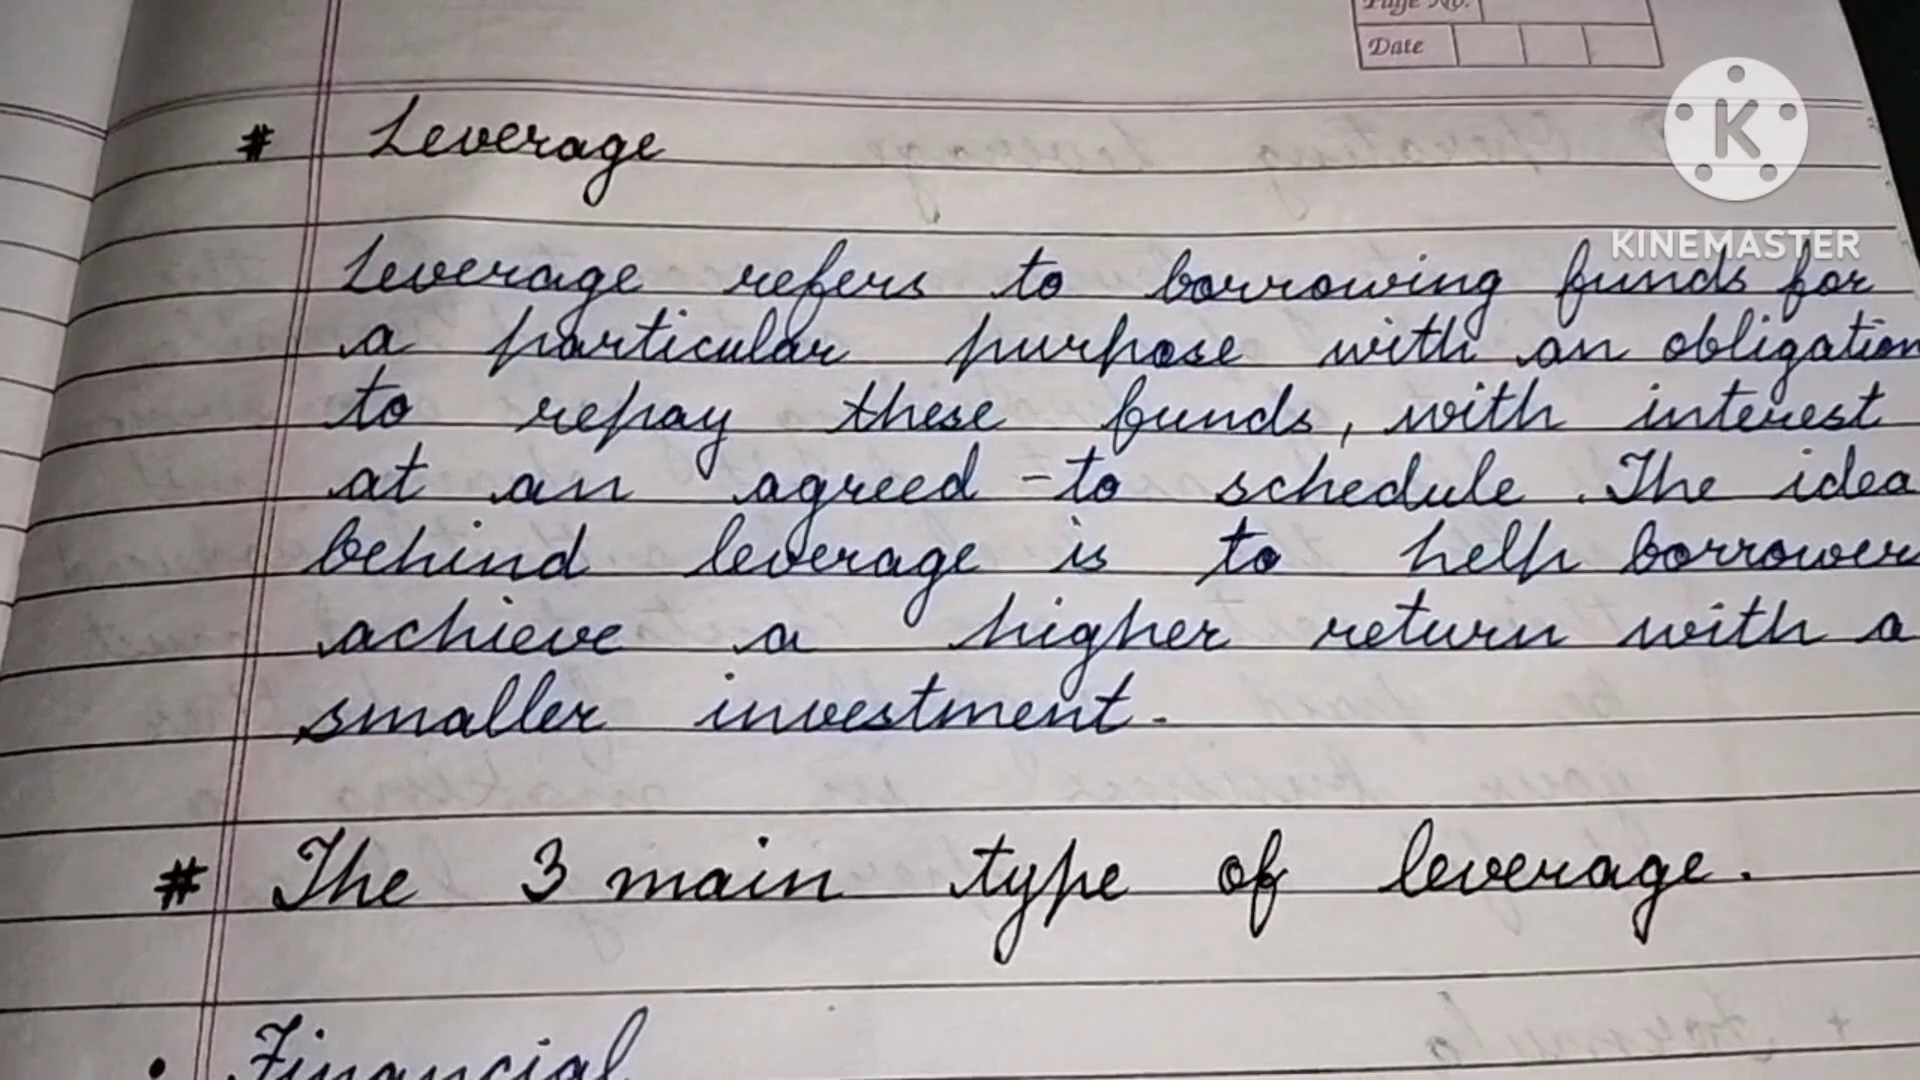 Page No.
Date
KINEMASTER
# Leverage
Leverage refers to borrowing funds for
a particular purpose with an obligation
to repay these funds, with interest
at an agreed -to schedule. The idea
behind leverage is to help borrower
achieve a higher return with a
smaller investment.
# The 3 main type of leverage.
• Financial